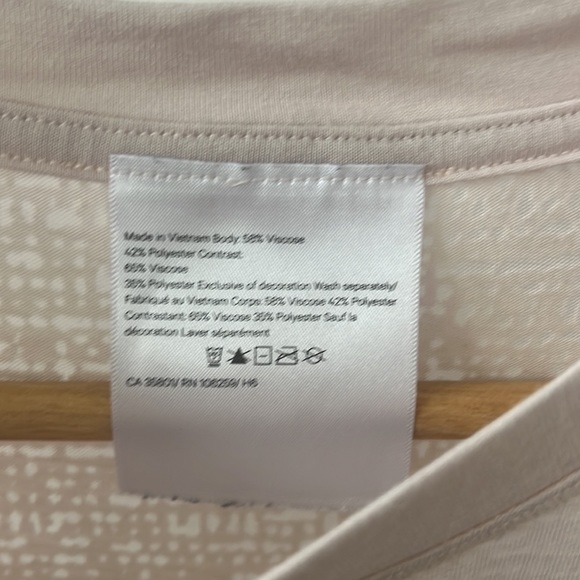 Made in Vietnam Body: 58% Viscose
42% Polyester Contrast:
65% Viscose
35% Polyester Exclusive of decoration Wash separately/
Fabriqué au Vietnam Corps: 58% Viscose 42% Polyester
Contrastant: 65% Viscose 35% Polyester Sauf la
décoration Laver séparément
CA 35801/ RN 106259/ H6